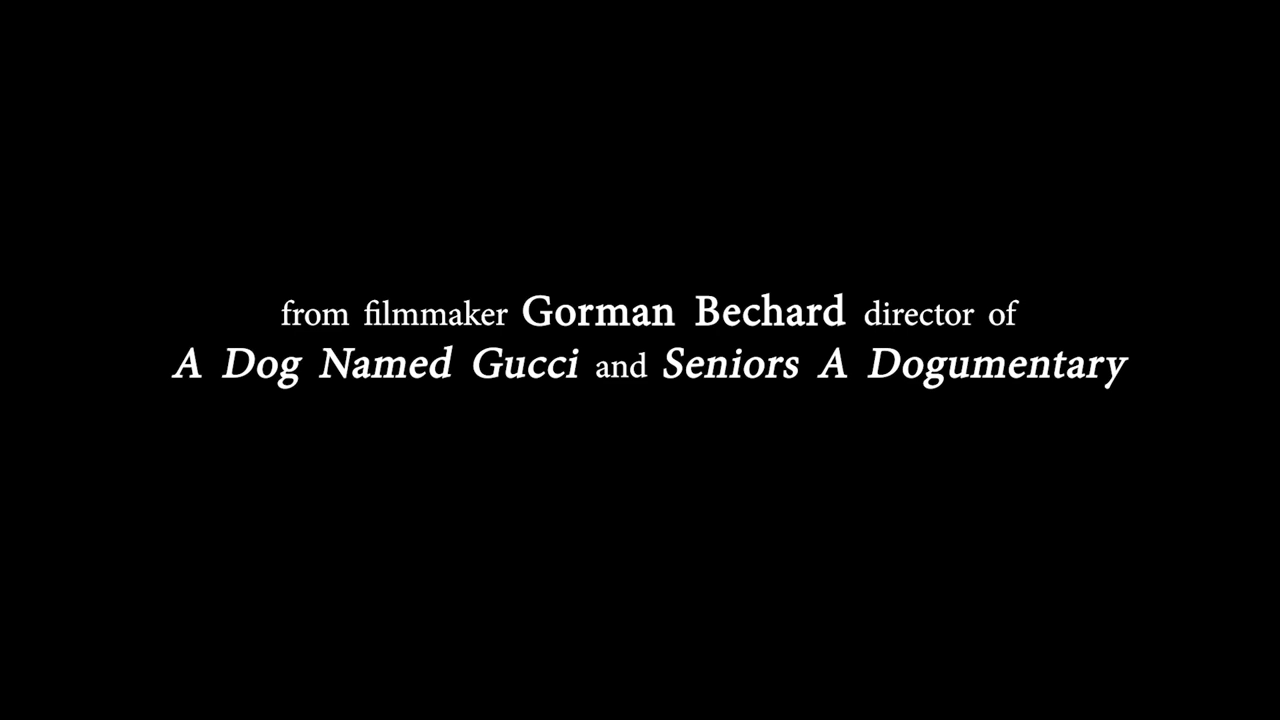 from filmmaker Gorman Bechard director of
A Dog Named Gucci and Seniors A Dogumentary